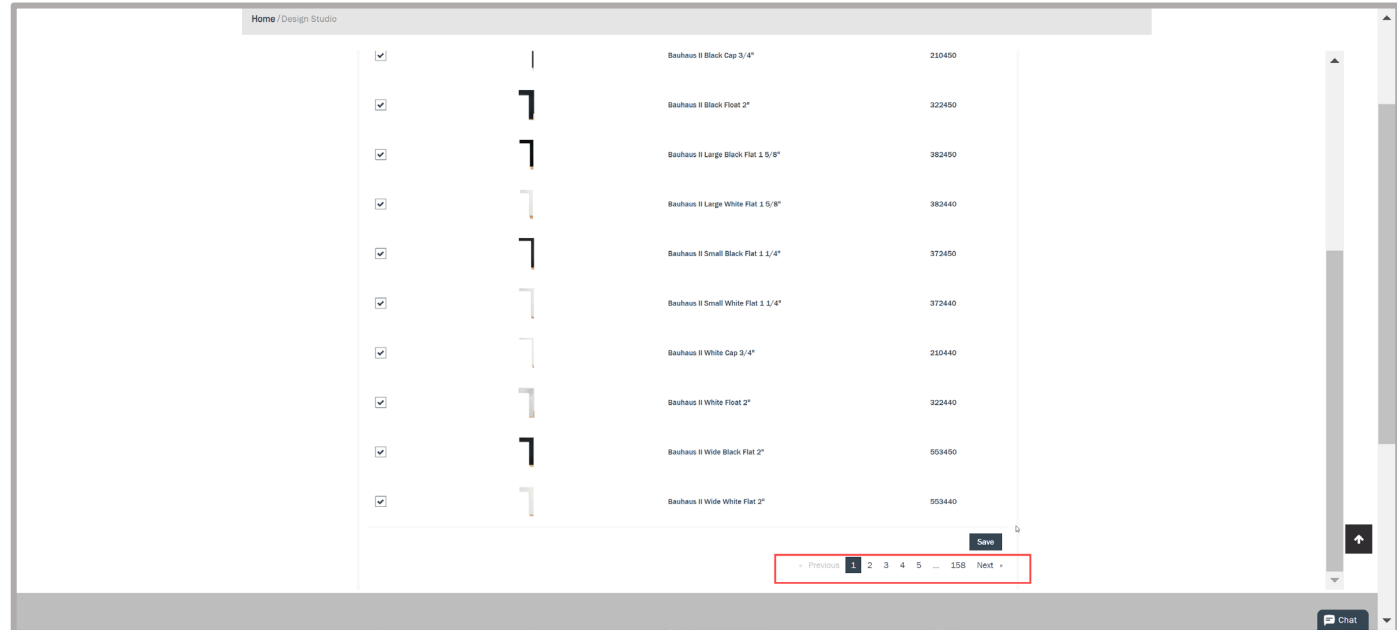 Home / Design Studio
Bauhaus II Black Cap 3/4" 210450
Bauhaus II Black Float 2" 322450
Bauhaus II Large Black Flat 1 5/8" 382450
Bauhaus II Large White Flat 1 5/8" 382440
Bauhaus II Small Black Flat 1 1/4" 372450
Bauhaus II Small White Flat 1 1/4" 372440
Bauhaus II White Cap 3/4" 210440
Bauhaus II White Float 2" 322440
Bauhaus II Wide Black Flat 2" 553450
Bauhaus II Wide White Flat 2" 553440
Save
« Previous 1 2 3 4 5 ... 158 Next »
Chat